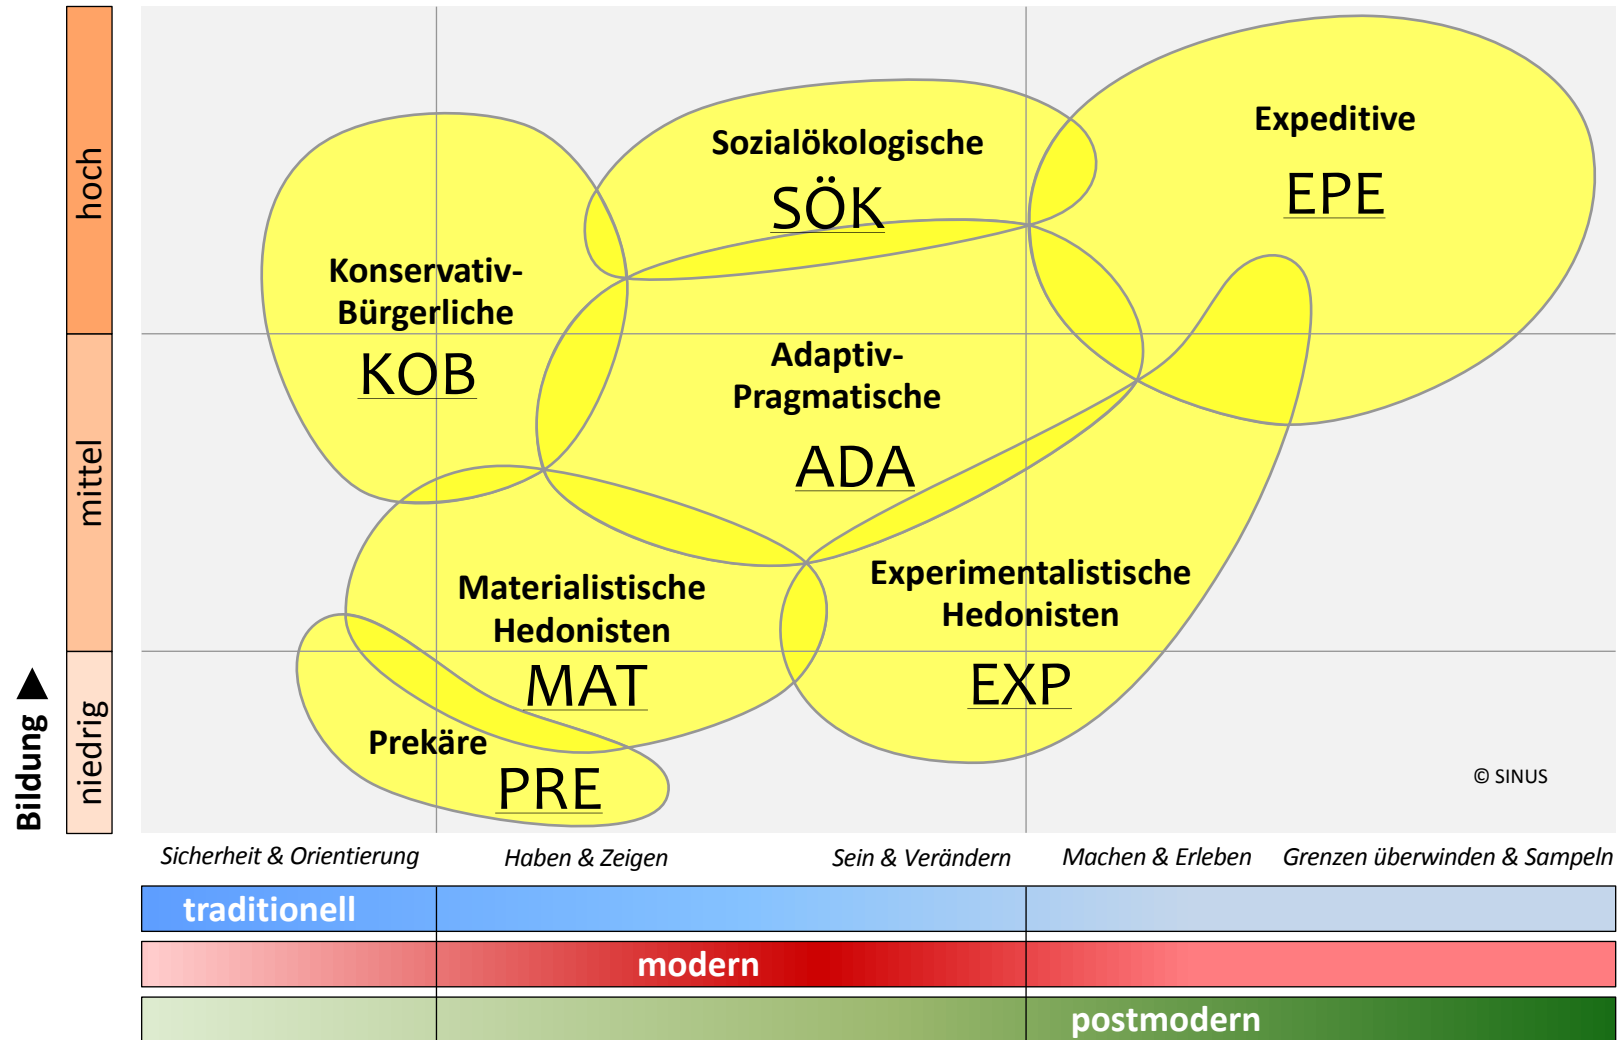 Expeditive
EPE
Sozialökologische
SÖK
Konservativ-
Bürgerliche
KOB
Adaptiv-
Pragmatische
ADA
Materialistische
Hedonisten
MAT
Experimentalistische
Hedonisten
EXP
Prekäre
PRE
© SINUS
hoch
mittel
niedrig
Bildung ▶
Sicherheit & Orientierung
Haben & Zeigen
Sein & Verändern
Machen & Erleben
Grenzen überwinden & Sampeln
traditionell
modern
postmodern